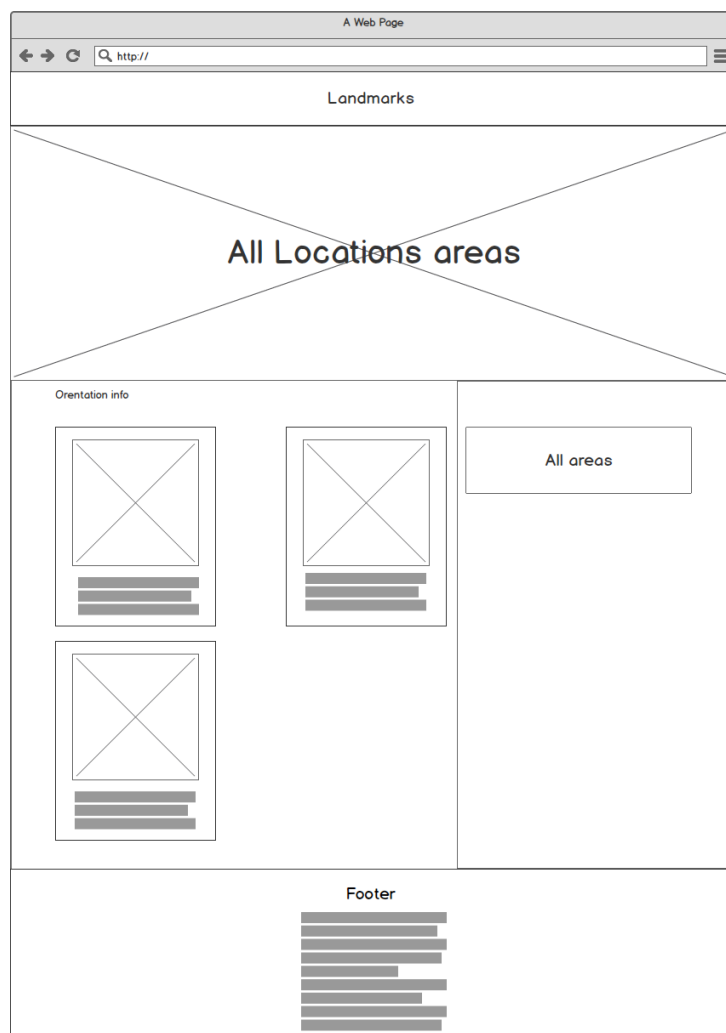 A Web Page
http://
Landmarks
All Locations areas
Orentation info
All areas
Footer